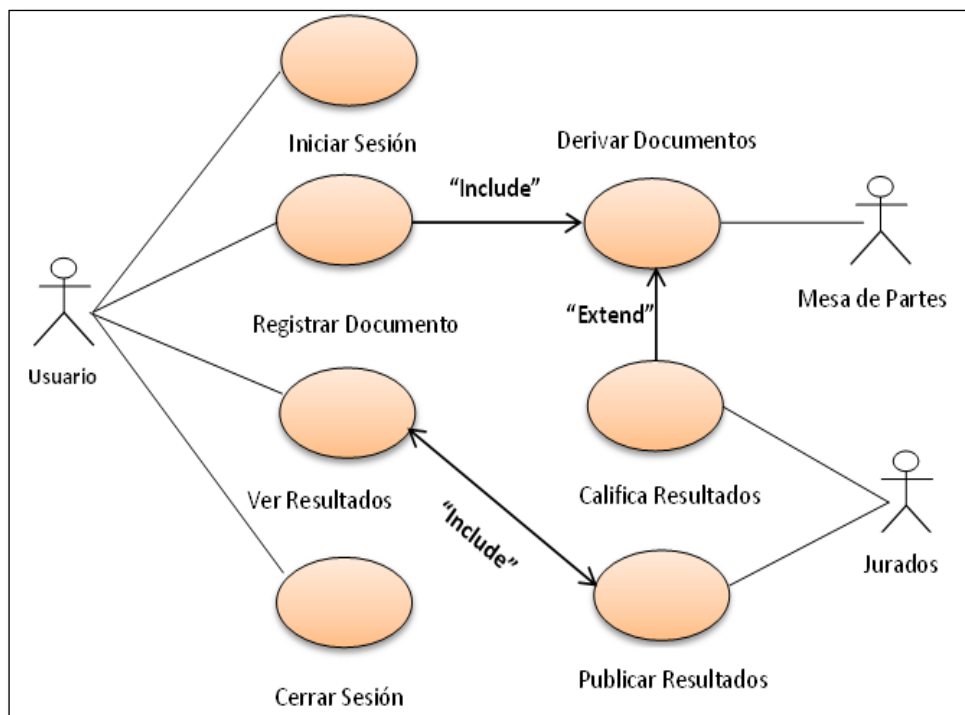 Iniciar Sesión
Derivar Documentos
“Include”
Mesa de Partes
“Extend”
Registrar Documento
Usuario
Ver Resultados
Califica Resultados
“Include”
Jurados
Cerrar Sesión
Publicar Resultados